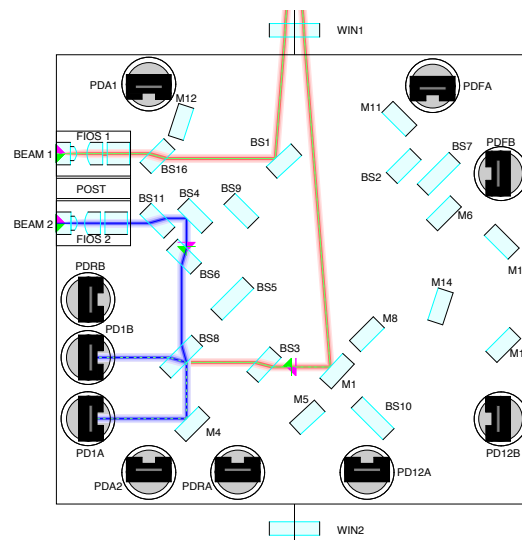 WIN1
PDA1
PDFA
M12
M11
FIOS 1
BEAM 1
BS16
BS1
BS2
BS7
PDFB
POST
BS11
BS4
BS9
M6
BEAM 2
FIOS 2
M1
PDRB
BS6
BS5
M14
PD1B
BS8
BS3
M8
M1
M1
M5
BS10
PD1A
M4
PD12B
PDA2
PDRA
PD12A
WIN2